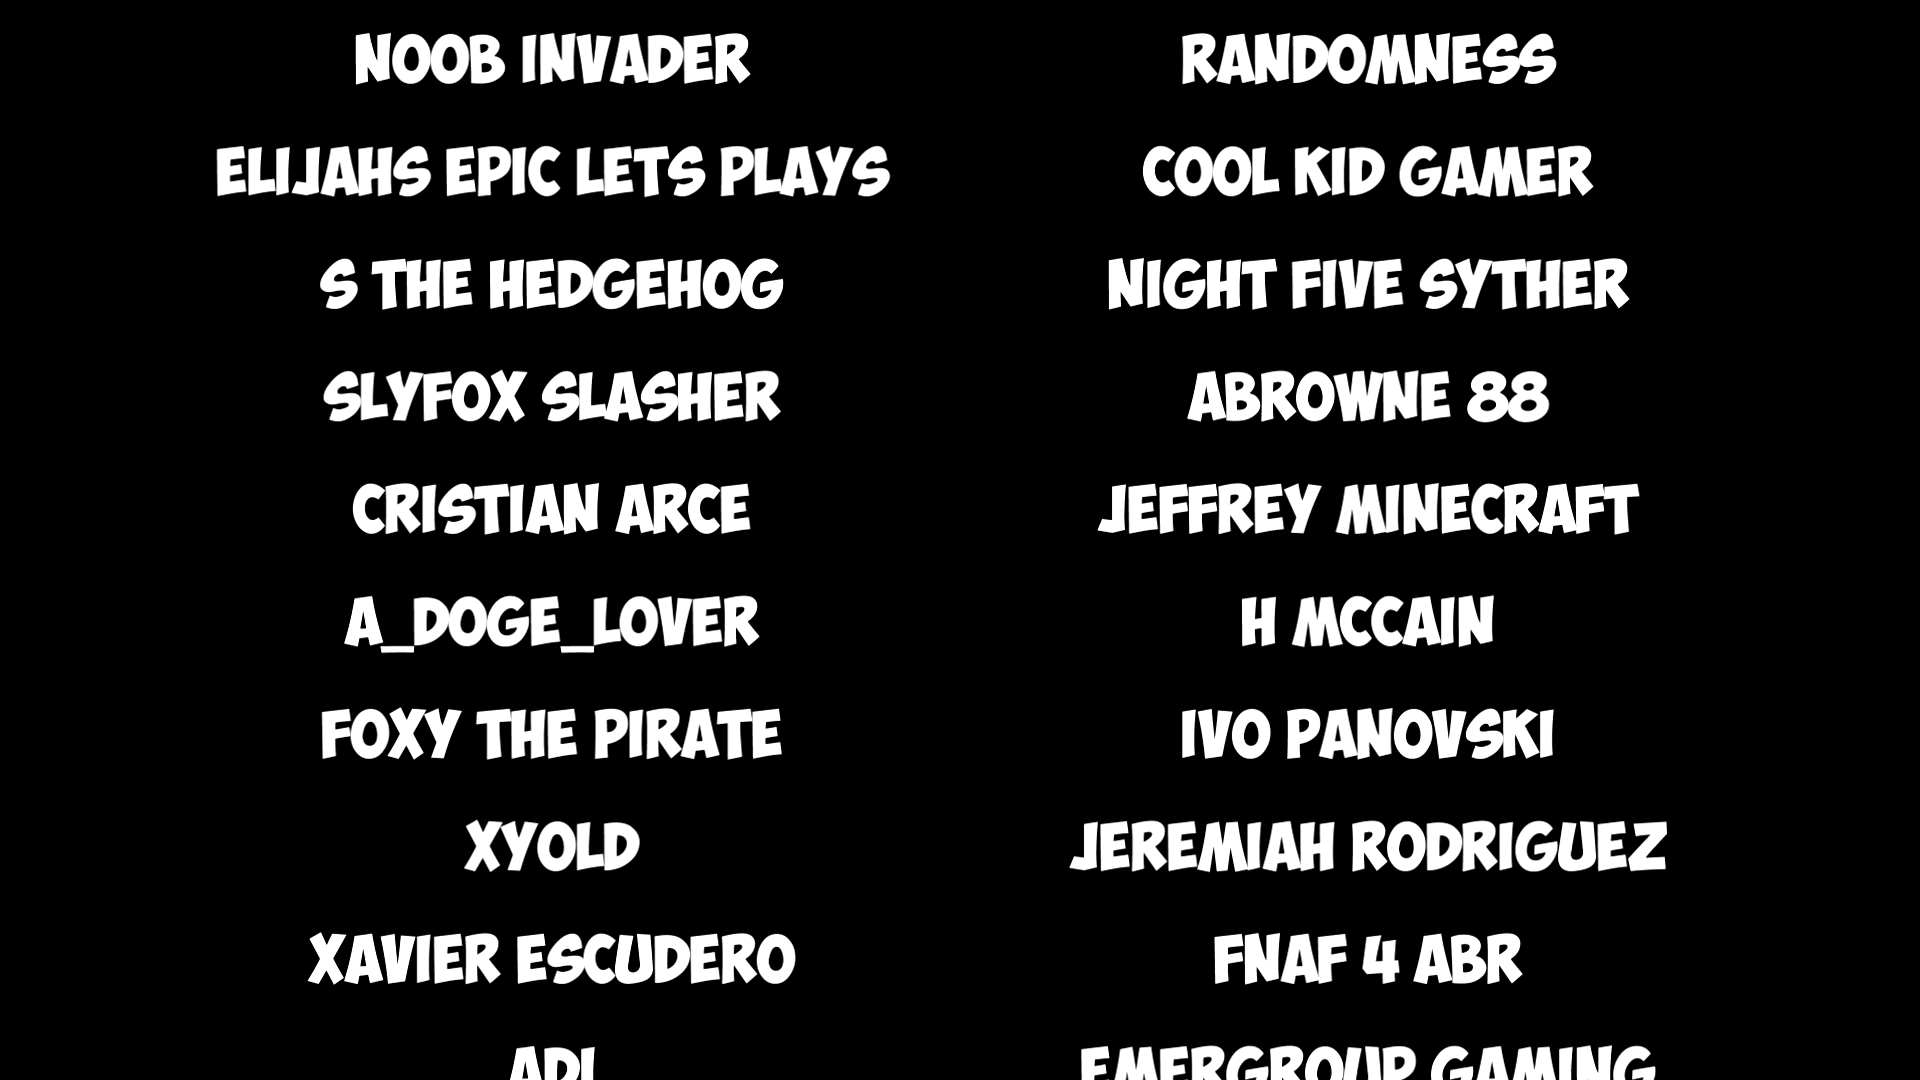 NOOB INVADER
RANDOMNESS
ELIJAHS EPIC LETS PLAYS
COOL KID GAMER
S THE HEDGEHOG
NIGHT FIVE SYTHER
SLYFOX SLASHER
ABROWNE 88
CRISTIAN ARCE
JEFFREY MINECRAFT
A_DOGE_LOVER
H MCCAIN
FOXY THE PIRATE
IVO PANOVSKI
XYOLD
JEREMIAH RODRIGUEZ
XAVIER ESCUDERO
FNAF 4 ABR
EMERGROUP GAMING